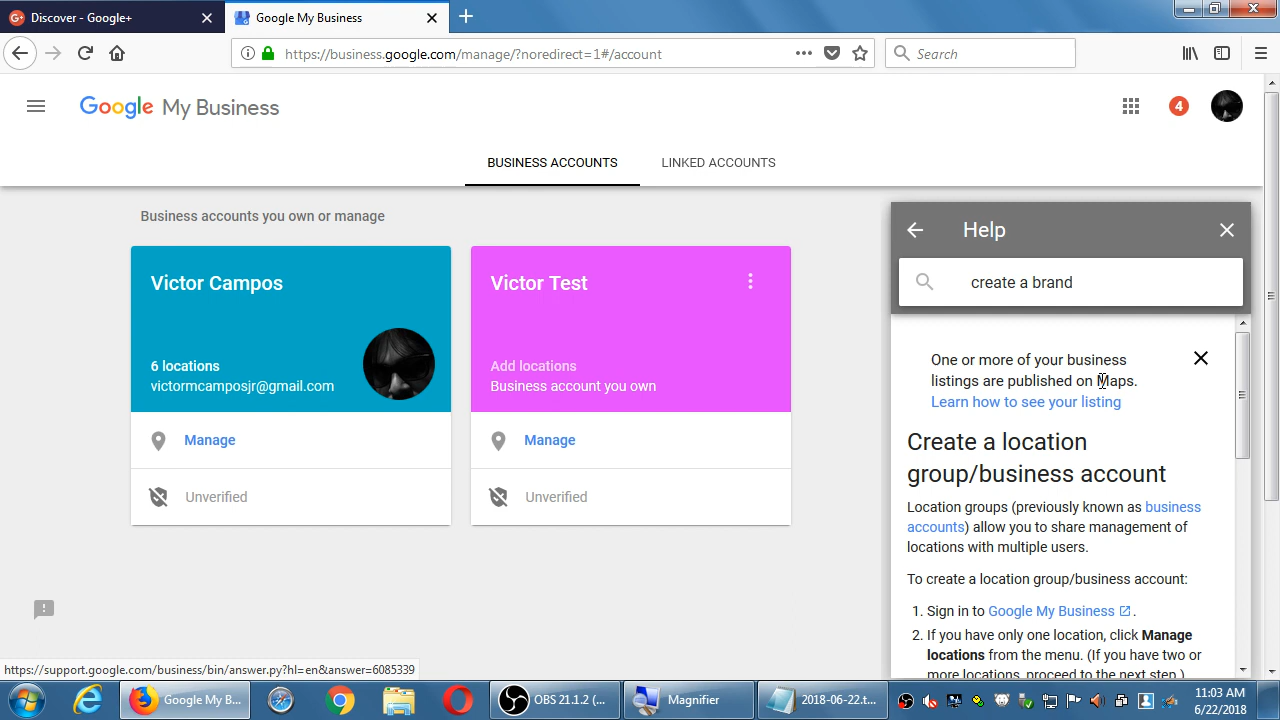 Discover - Google+
Google My Business
https://business.google.com/manage/?noredirect=1#/account
Search
Google My Business
4
BUSINESS ACCOUNTS
LINKED ACCOUNTS
Business accounts you own or manage
Victor Campos
6 locations
victormcamposjr@gmail.com
Manage
Unverified
Victor Test
Add locations
Business account you own
Manage
Unverified
Help
create a brand
One or more of your business
listings are published on Maps.
Learn how to see your listing
Create a location
group/business account
Location groups (previously known as business
accounts) allow you to share management of
locations with multiple users.
To create a location group/business account:
1. Sign in to Google My Business .
2. If you have only one location, click Manage
locations from the menu. (If you have two or
more locations, proceed to the next step.)
https://support.google.com/business/bin/answer.py?hl=en&answer=6085339
Google My B...
OBS 21.1.2 (...
Magnifier
2018-06-22.t...
11:03 AM
6/22/2018